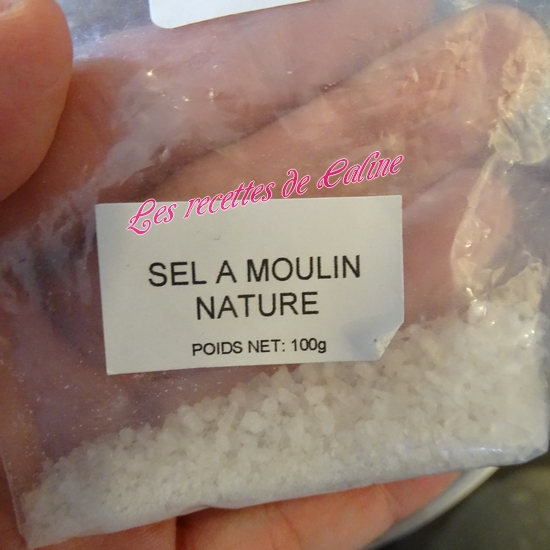 Les recettes de Caline
SEL A MOULIN
NATURE
POIDS NET: 100g